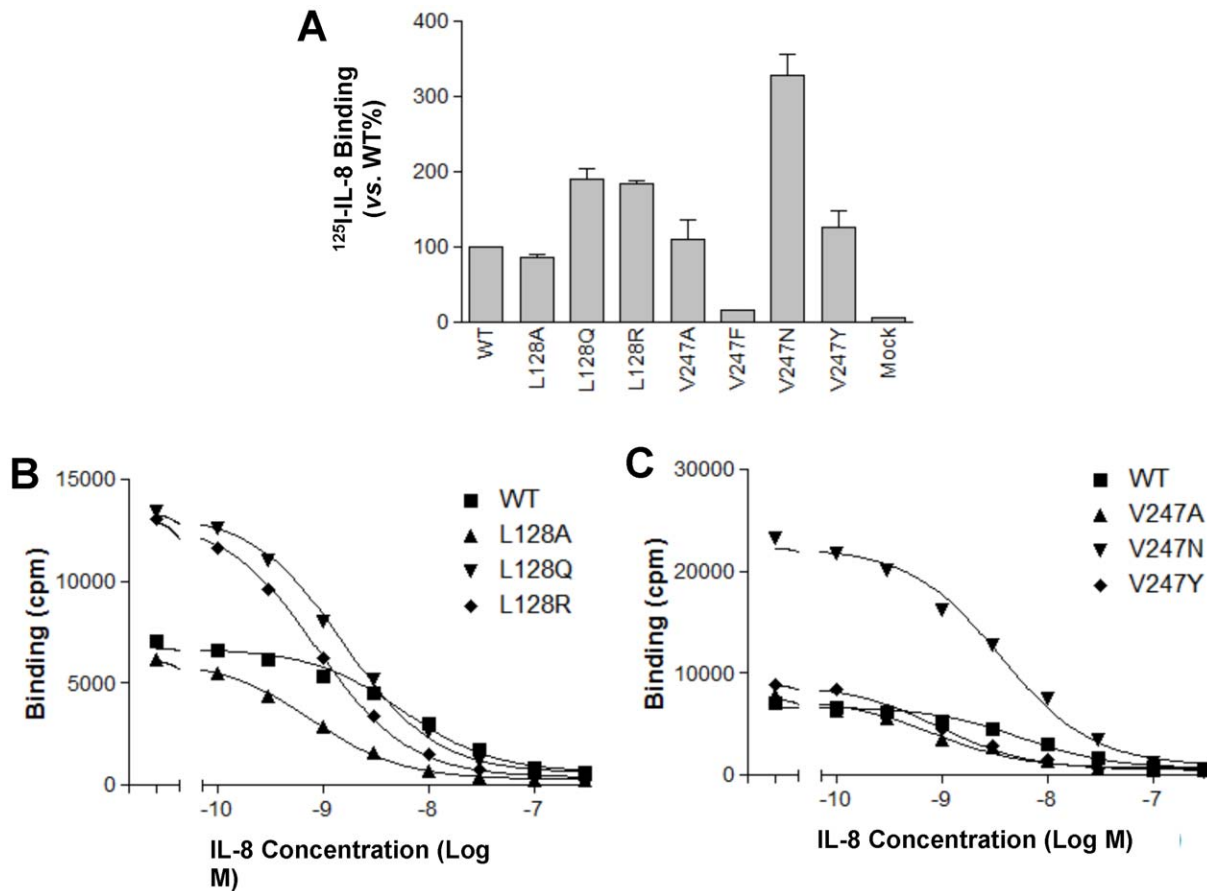 A
¹²⁵I-IL-8 Binding
(vs. WT%)
400
300
200
100
0
WT
L128A
L128Q
L128R
V247A
V247F
V247N
V247Y
Mock
B
Binding (cpm)
15000
10000
5000
0
WT
L128A
L128Q
L128R
-10
-9
-8
-7
IL-8 Concentration (Log
M)
C
Binding (cpm)
30000
20000
10000
0
WT
V247A
V247N
V247Y
-10
-9
-8
-7
IL-8 Concentration (Log M)